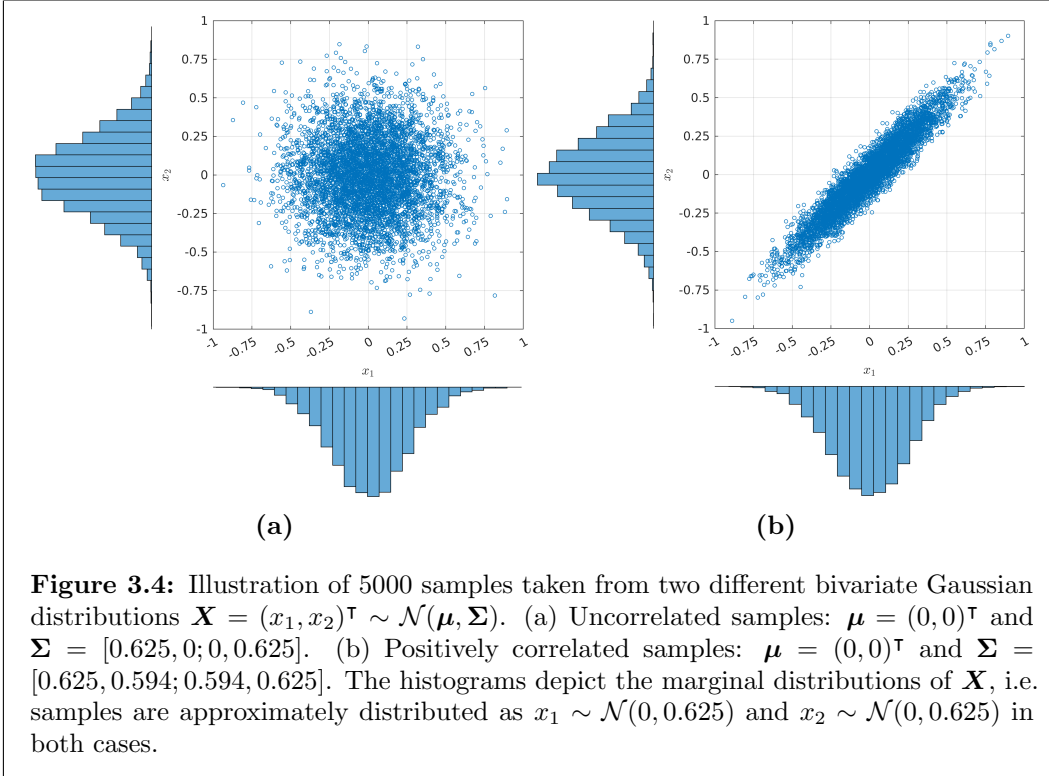 1
0.75
0.5
0.25
0
-0.25
-0.5
-0.75
-1
x₂
-1 -0.75 -0.5 -0.25 0 0.25 0.5 0.75 1
x₁
1
0.75
0.5
0.25
0
-0.25
-0.5
-0.75
-1
x₂
-1 -0.75 -0.5 -0.25 0 0.25 0.5 0.75 1
x₁
(a) (b)
Figure 3.4: Illustration of 5000 samples taken from two different bivariate Gaussian
distributions X = (x₁, x₂)ᵀ ∼ 𝒩(μ, Σ). (a) Uncorrelated samples: μ = (0, 0)ᵀ and
Σ = [0.625, 0; 0, 0.625]. (b) Positively correlated samples: μ = (0, 0)ᵀ and Σ =
[0.625, 0.594; 0.594, 0.625]. The histograms depict the marginal distributions of X, i.e.
samples are approximately distributed as x₁ ∼ 𝒩(0, 0.625) and x₂ ∼ 𝒩(0, 0.625) in
both cases.